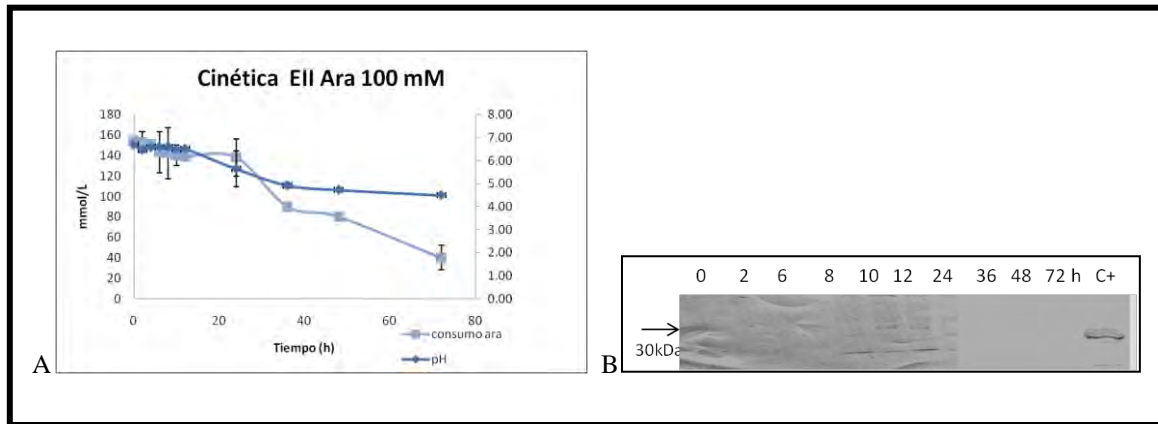 Cinética EII Ara 100 mM
180
160
140
120
100
80
60
40
20
0
mmol/L
8.00
7.00
6.00
5.00
4.00
3.00
2.00
1.00
0.00
0 20 40 60 80
Tiempo (h)
consumo ara
pH
A
0 2 6 8 10 12 24 36 48 72 h C+
30kDa
B